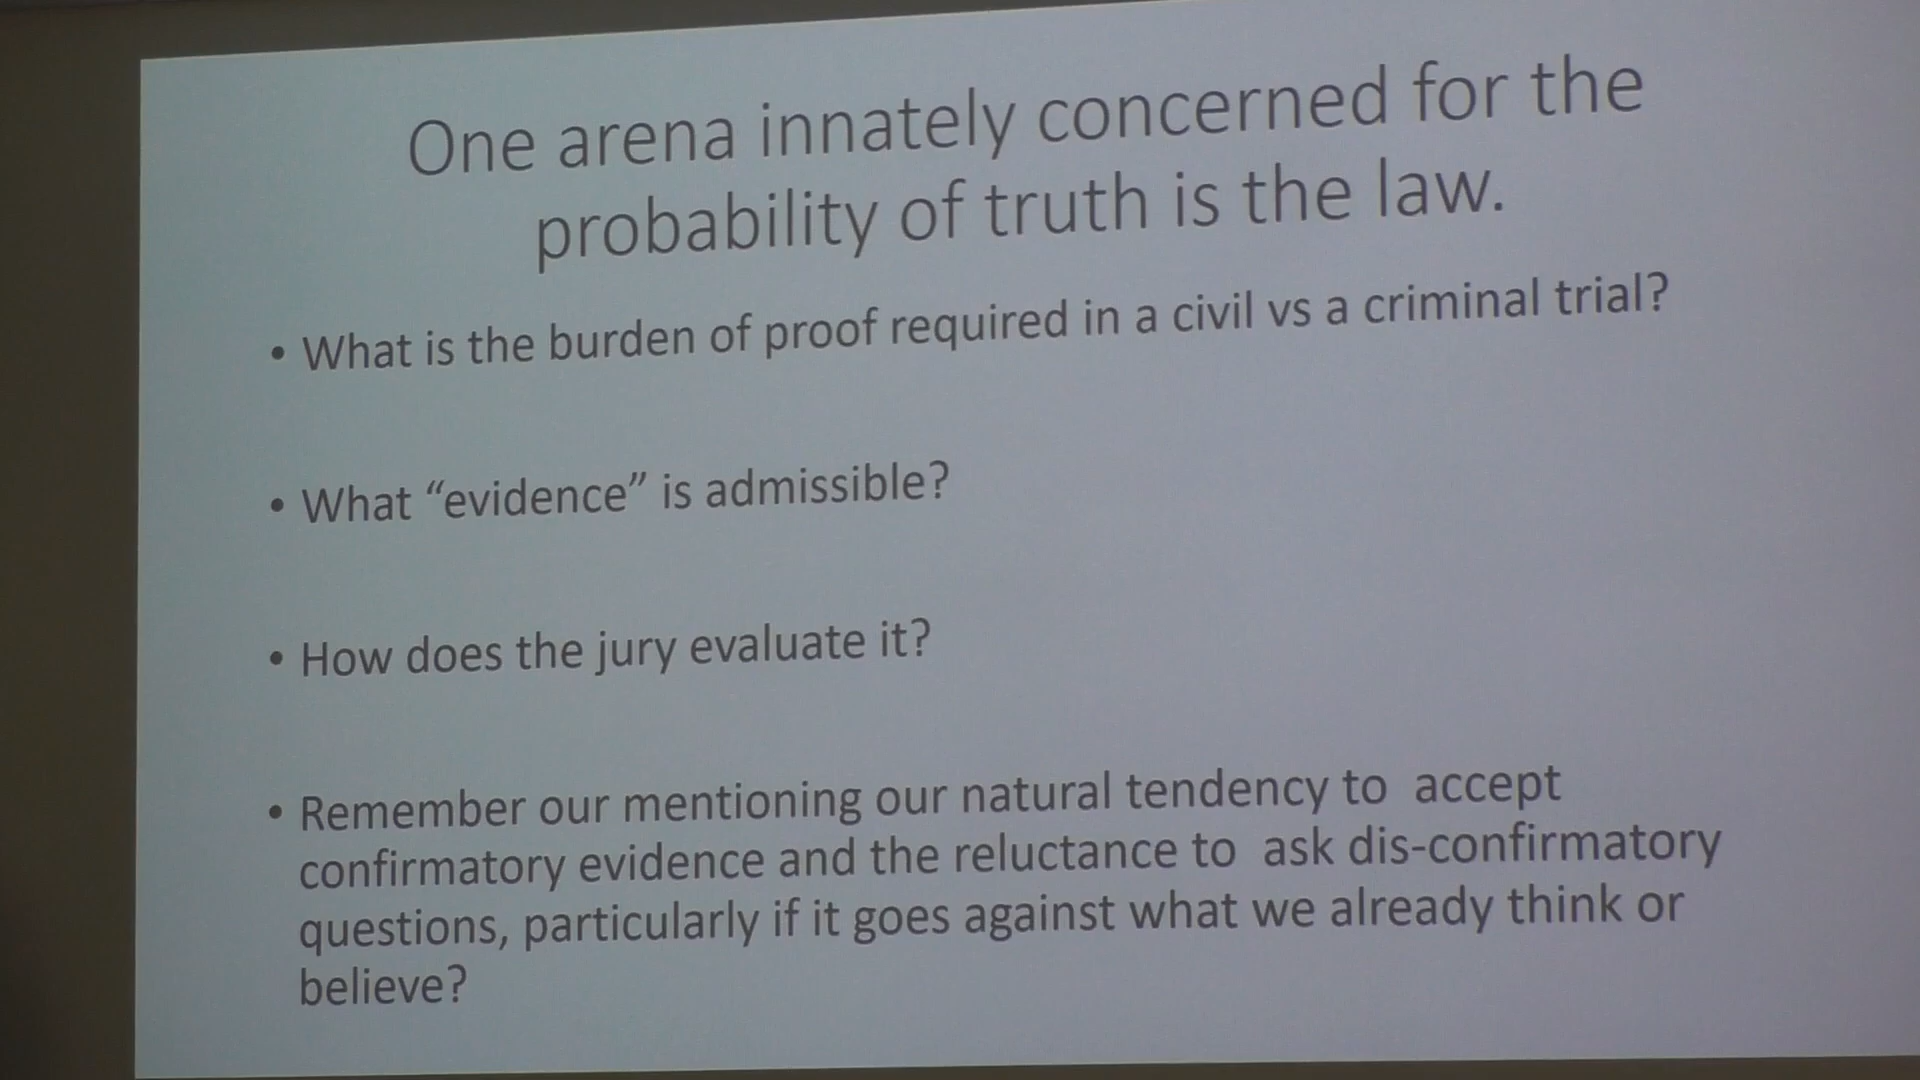 One arena innately concerned for the
probability of truth is the law.
• What is the burden of proof required in a civil vs a criminal trial?
• What “evidence” is admissible?
• How does the jury evaluate it?
• Remember our mentioning our natural tendency to accept
confirmatory evidence and the reluctance to ask dis-confirmatory
questions, particularly if it goes against what we already think or
believe?